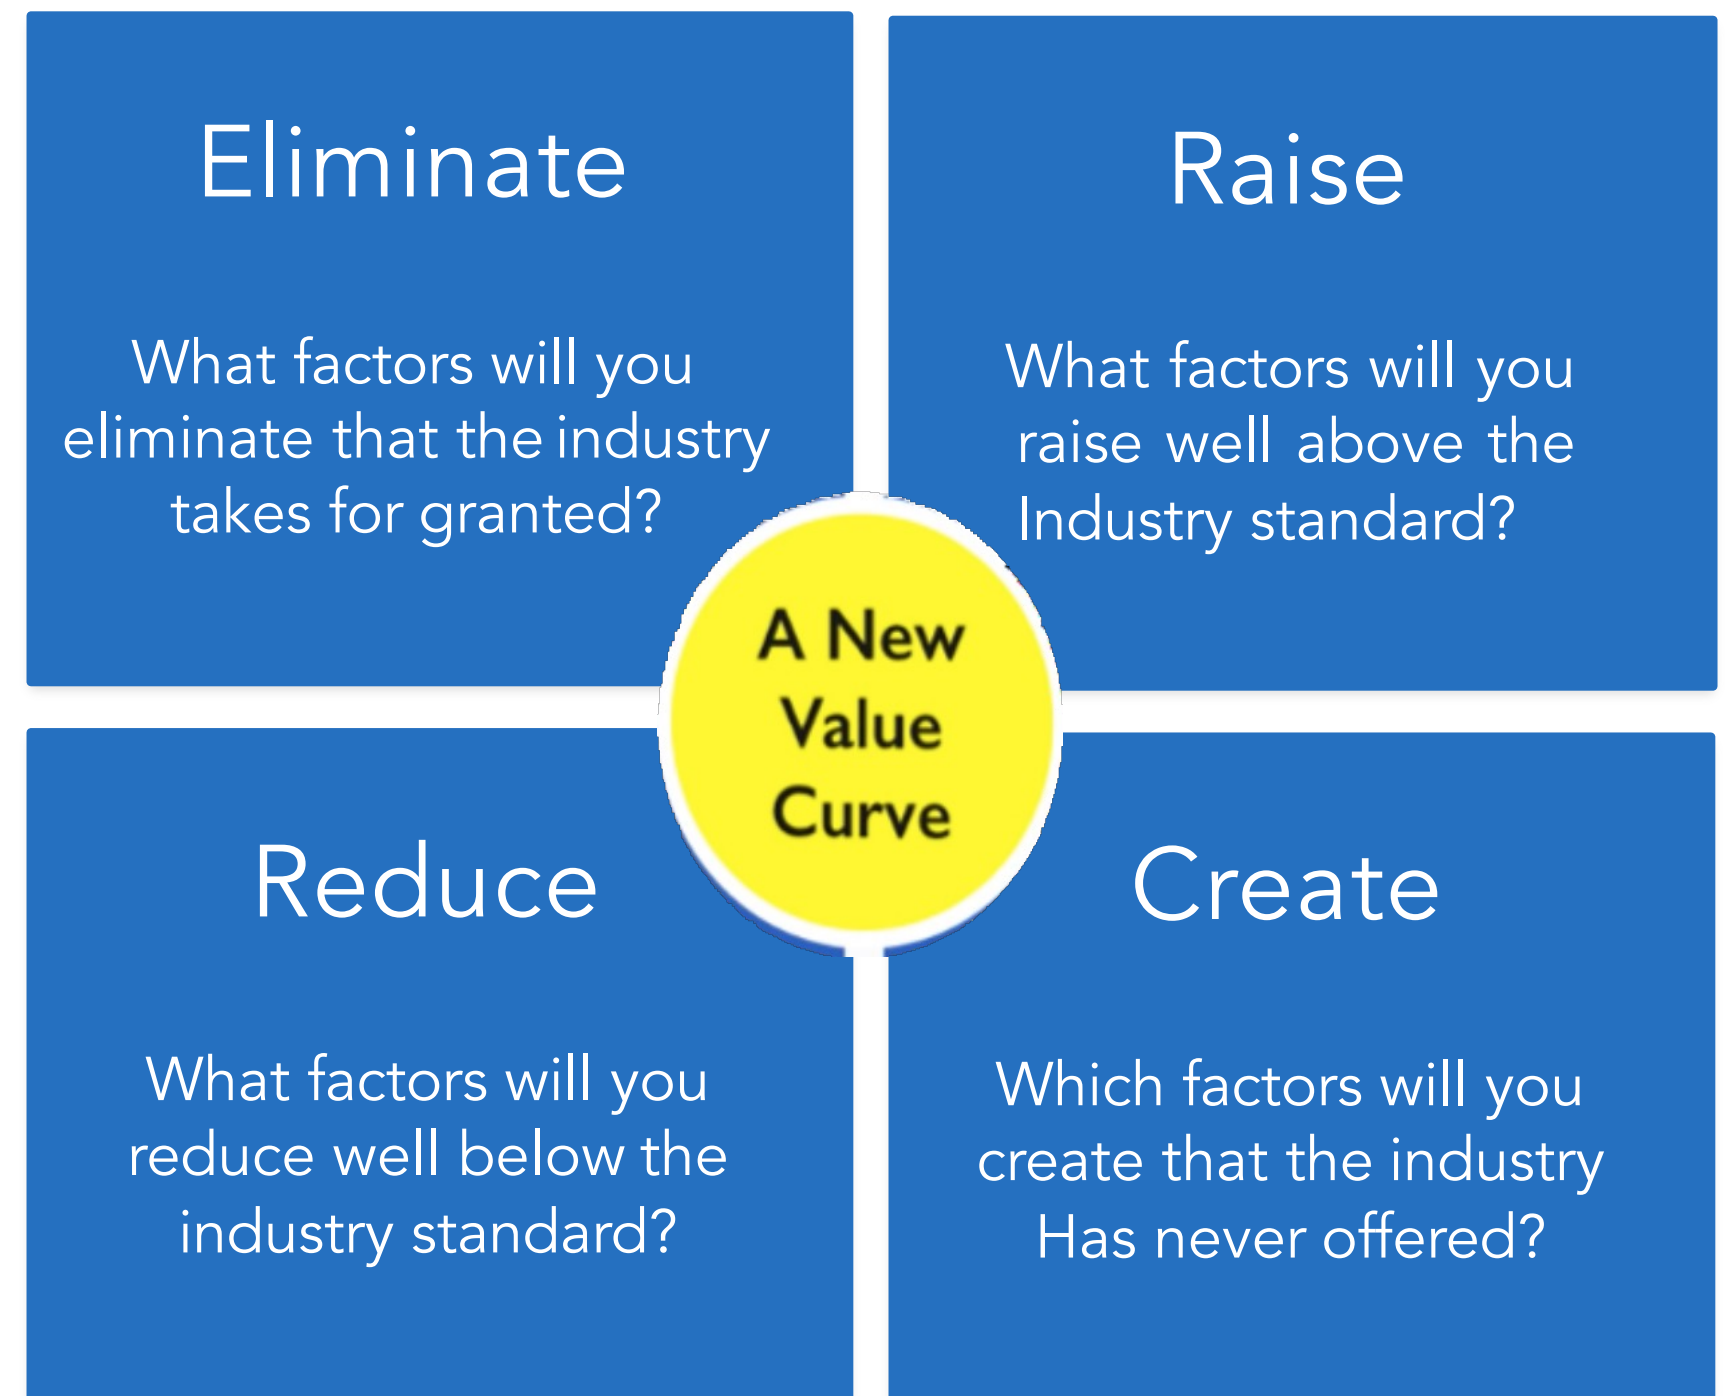 Eliminate
What factors will you
eliminate that the industry
takes for granted?
Raise
What factors will you
raise well above the
Industry standard?
A New
Value
Curve
Reduce
What factors will you
reduce well below the
industry standard?
Create
Which factors will you
create that the industry
Has never offered?